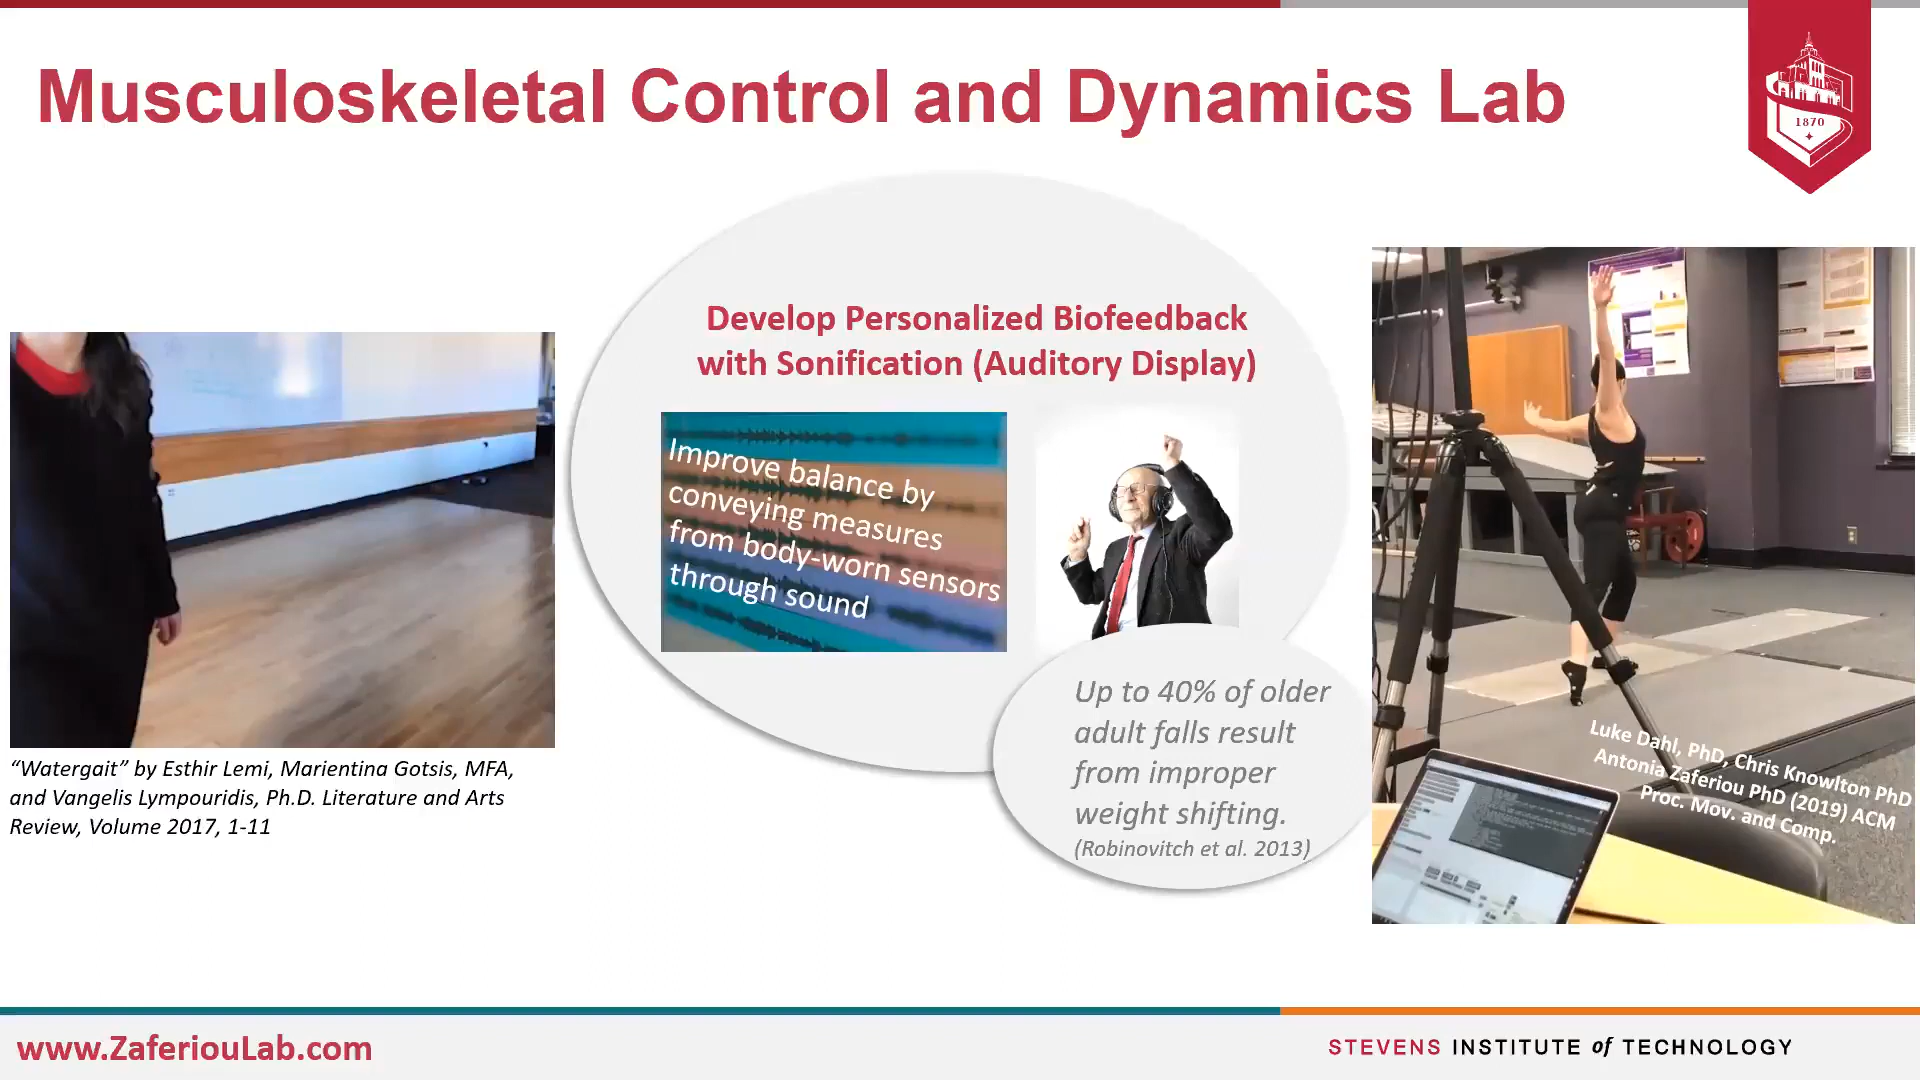 Musculoskeletal Control and Dynamics Lab
1870
Develop Personalized Biofeedback
with Sonification (Auditory Display)
Improve balance by
conveying measures
from body-worn sensors
through sound
Up to 40% of older
adult falls result
from improper
weight shifting.
(Robinovitch et al. 2013)
“Watergait” by Esthir Lemi, Marientina Gotsis, MFA,
and Vangelis Lympouridis, Ph.D. Literature and Arts
Review, Volume 2017, 1-11
Luke Dahl, PhD, Chris Knowlton PhD
Antonia Zaferiou PhD (2019) ACM
Proc. Mov. and Comp.
www.ZaferiouLab.com
STEVENS INSTITUTE of TECHNOLOGY